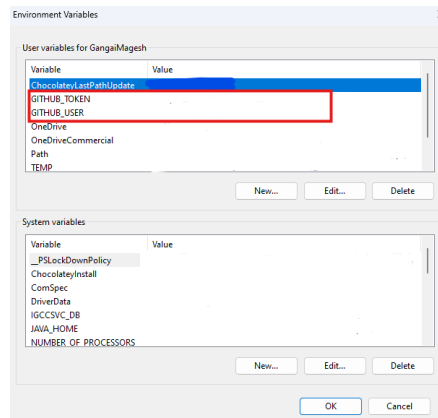 Environment Variables
User variables for GangaiMagesh
Variable Value
ChocolateyLastPathUpdate
GITHUB_TOKEN
GITHUB_USER
OneDrive
OneDriveCommercial
Path
TEMP
New... Edit... Delete
System variables
Variable Value
__PSLockDownPolicy
ChocolateyInstall
ComSpec
DriverData
IGCCSVC_DB
JAVA_HOME
NUMBER_OF_PROCESSORS
New... Edit... Delete
OK Cancel